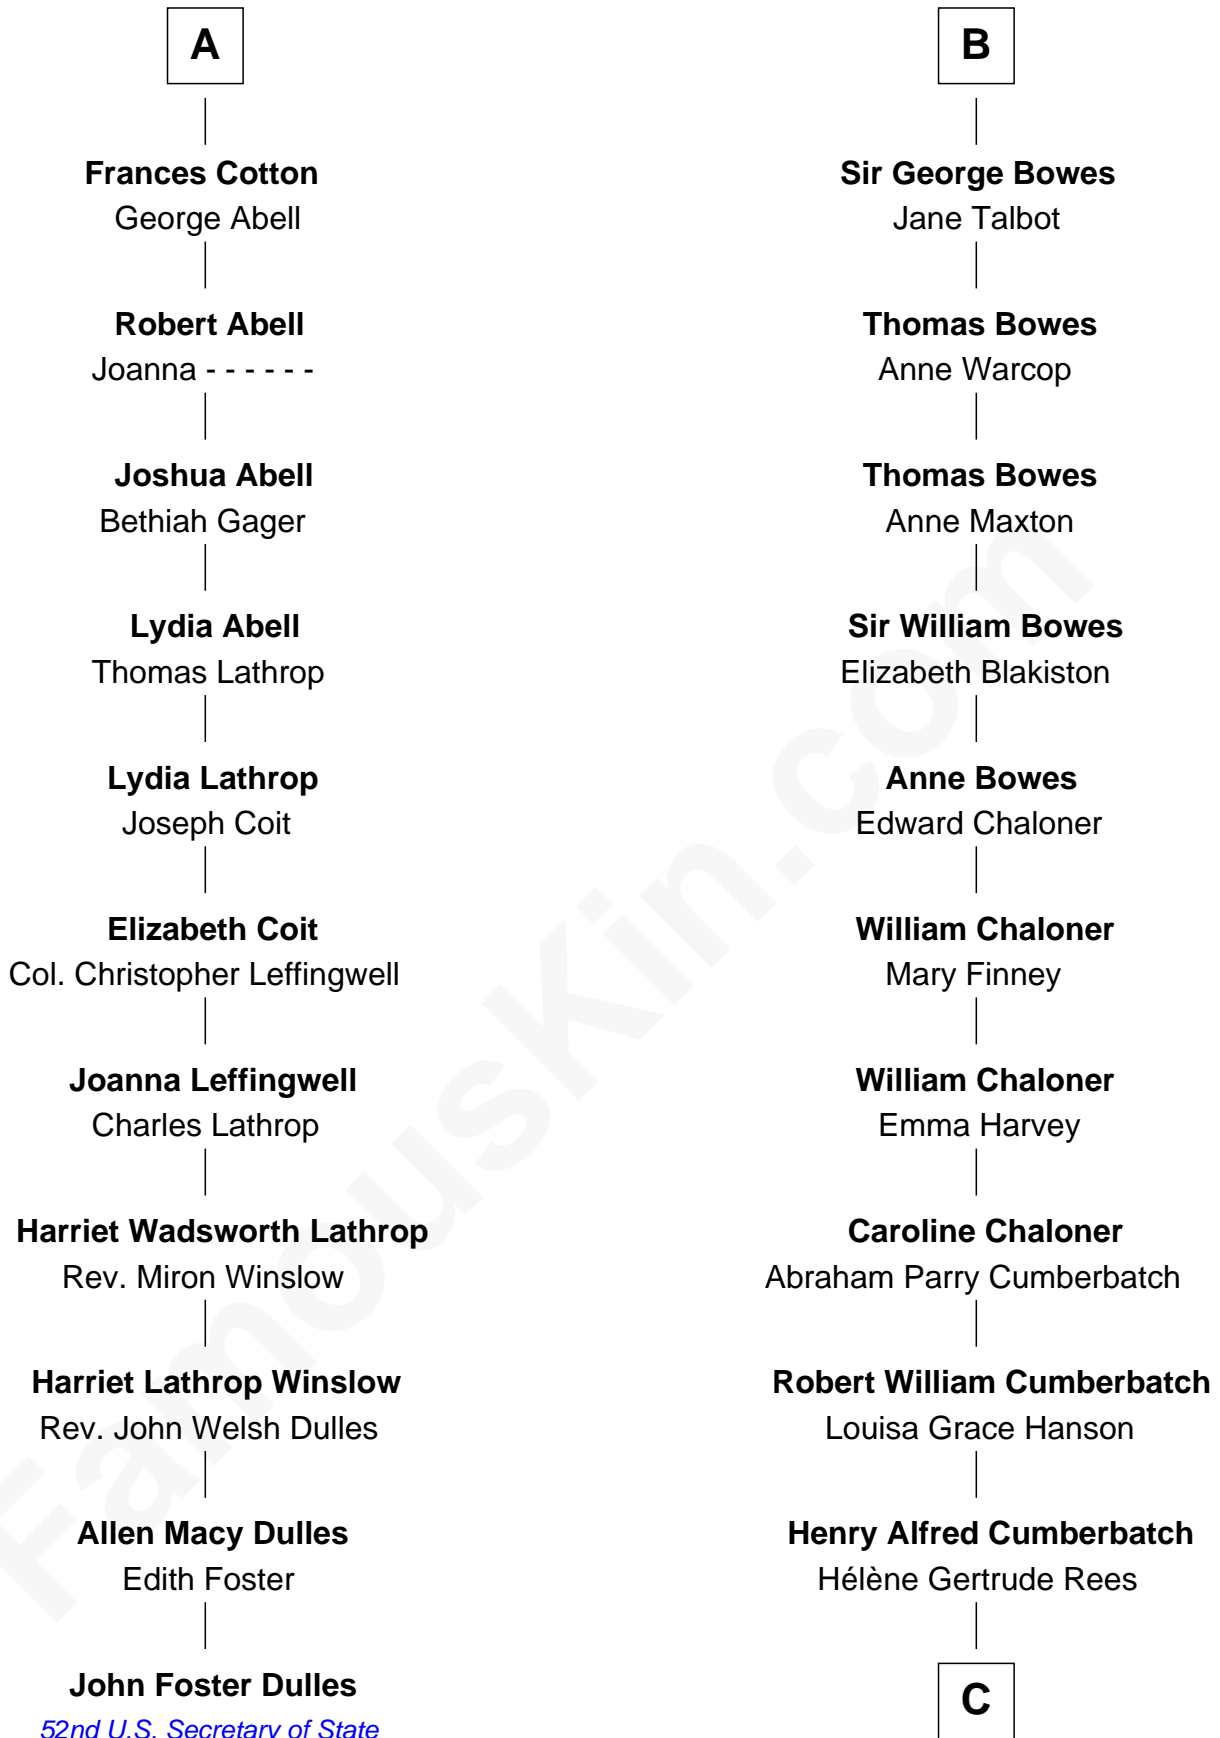 A
Frances Cotton
George Abell
Robert Abell
Joanna - - - - - -
Joshua Abell
Bethiah Gager
Lydia Abell
Thomas Lathrop
Lydia Lathrop
Joseph Coit
Elizabeth Coit
Col. Christopher Leffingwell
Joanna Leffingwell
Charles Lathrop
Harriet Wadsworth Lathrop
Rev. Miron Winslow
Harriet Lathrop Winslow
Rev. John Welsh Dulles
Allen Macy Dulles
Edith Foster
John Foster Dulles
52nd U.S. Secretary of State
B
Sir George Bowes
Jane Talbot
Thomas Bowes
Anne Warcop
Thomas Bowes
Anne Maxton
Sir William Bowes
Elizabeth Blakiston
Anne Bowes
Edward Chaloner
William Chaloner
Mary Finney
William Chaloner
Emma Harvey
Caroline Chaloner
Abraham Parry Cumberbatch
Robert William Cumberbatch
Louisa Grace Hanson
Henry Alfred Cumberbatch
Hélène Gertrude Rees
C
FamousKin.com